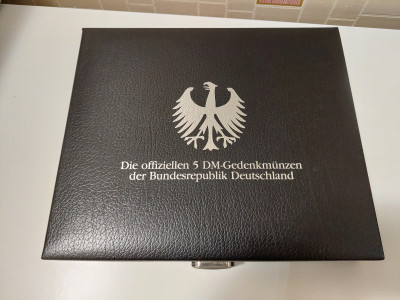 Die offiziellen 5 DM-Gedenkmünzen
der Bundesrepublik Deutschland